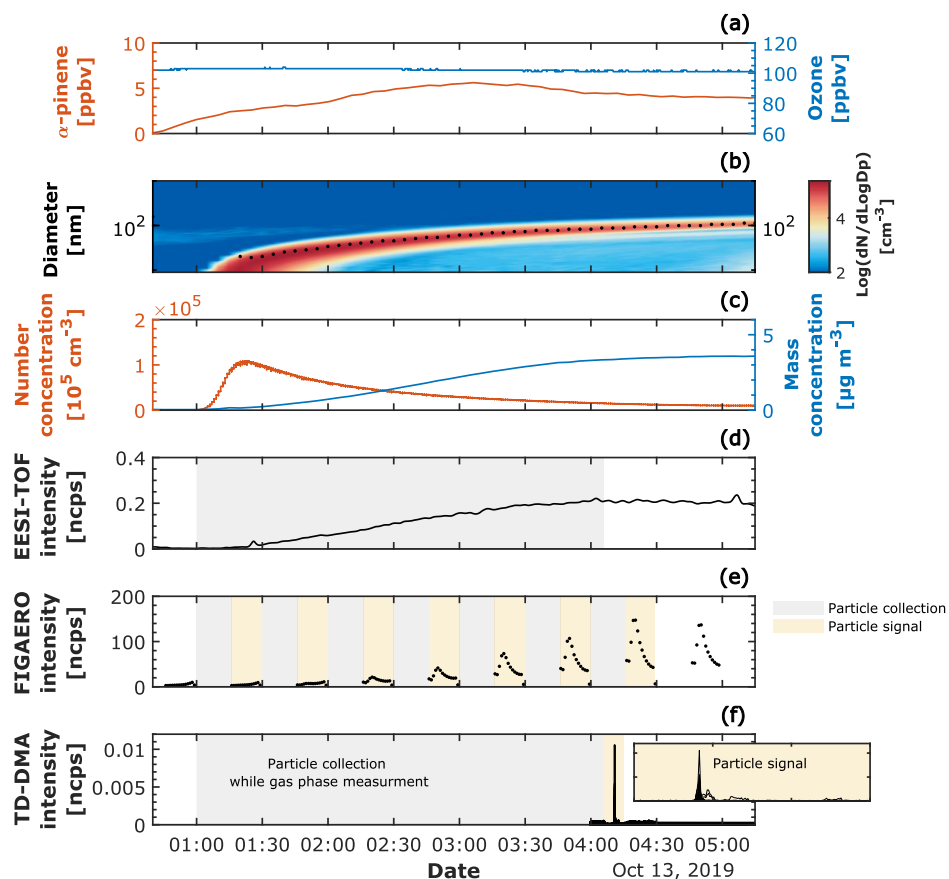 (a)
α-pinene
[ppbv]
10
5
0
120
100
80
60
Ozone
[ppbv]
(b)
Diameter
[nm]
10²
10²
4
2
Log(dN/dLogDp)
[cm⁻³]
(c)
×10⁵
Number
concentration
[10⁵ cm⁻³]
2
1
0
5
0
Mass
concentration
[µg m⁻³]
(d)
EESI-TOF
intensity
[ncps]
0.4
0.2
0
(e)
FIGAERO
intensity
[ncps]
200
100
0
Particle collection
Particle signal
(f)
TD-DMA
intensity
[ncps]
0.01
0.005
0
Particle collection
while gas phase measurment
Particle signal
01:00 01:30 02:00 02:30 03:00 03:30 04:00 04:30 05:00
Date
Oct 13, 2019